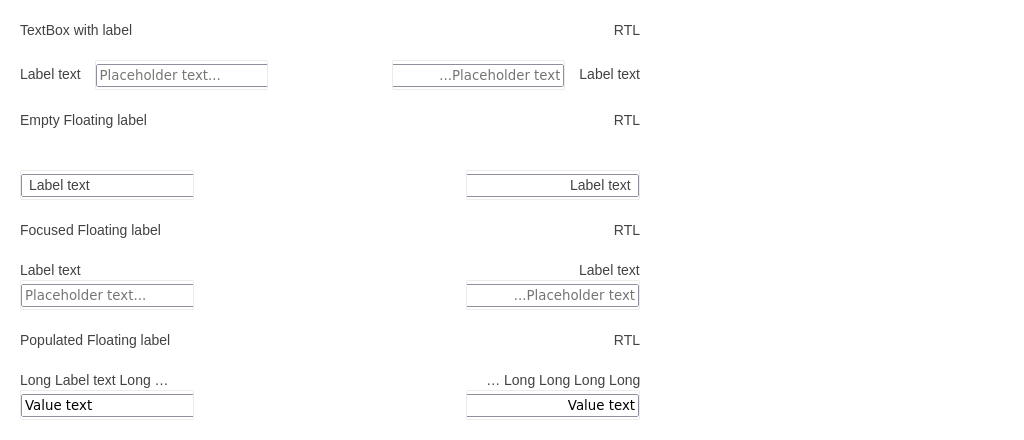 TextBox with label RTL
Label text Placeholder text... ...Placeholder text Label text
Empty Floating label RTL
Label text Label text
Focused Floating label RTL
Label text Label text
Placeholder text... ...Placeholder text
Populated Floating label RTL
Long Label text Long … … Long Long Long Long
Value text Value text